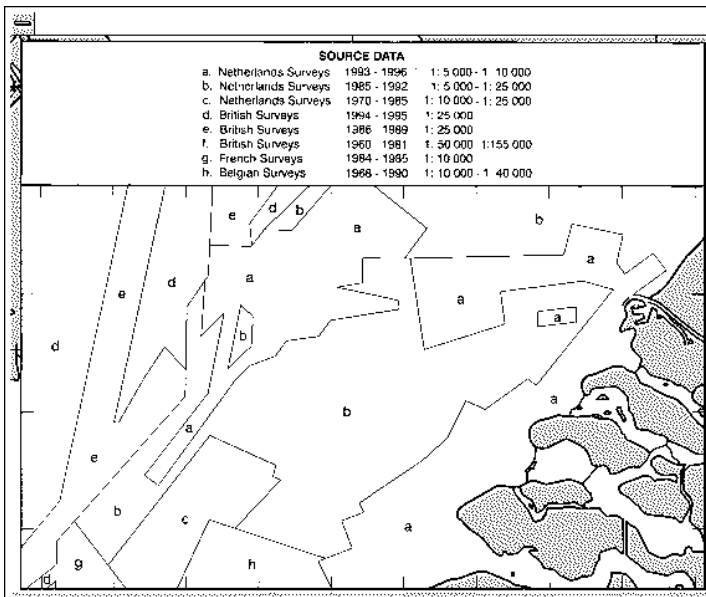 SOURCE DATA
a. Netherlands Surveys 1993 - 1996 1: 5 000 - 1: 10 000
b. Netherlands Surveys 1985 - 1992 1: 5 000 - 1: 25 000
c. Netherlands Surveys 1970 - 1985 1: 10 000 - 1: 25 000
d. British Surveys 1994 - 1995 1: 25 000
e. British Surveys 1986 - 1989 1: 25 000
f. British Surveys 1960 - 1981 1: 50 000 - 1:155 000
g. French Surveys 1984 - 1985 1: 10 000
h. Belgian Surveys 1968 - 1990 1: 10 000 - 1: 40 000
e d b a b
d a a
e a a
b
d b
a a
e
b c a
d g h